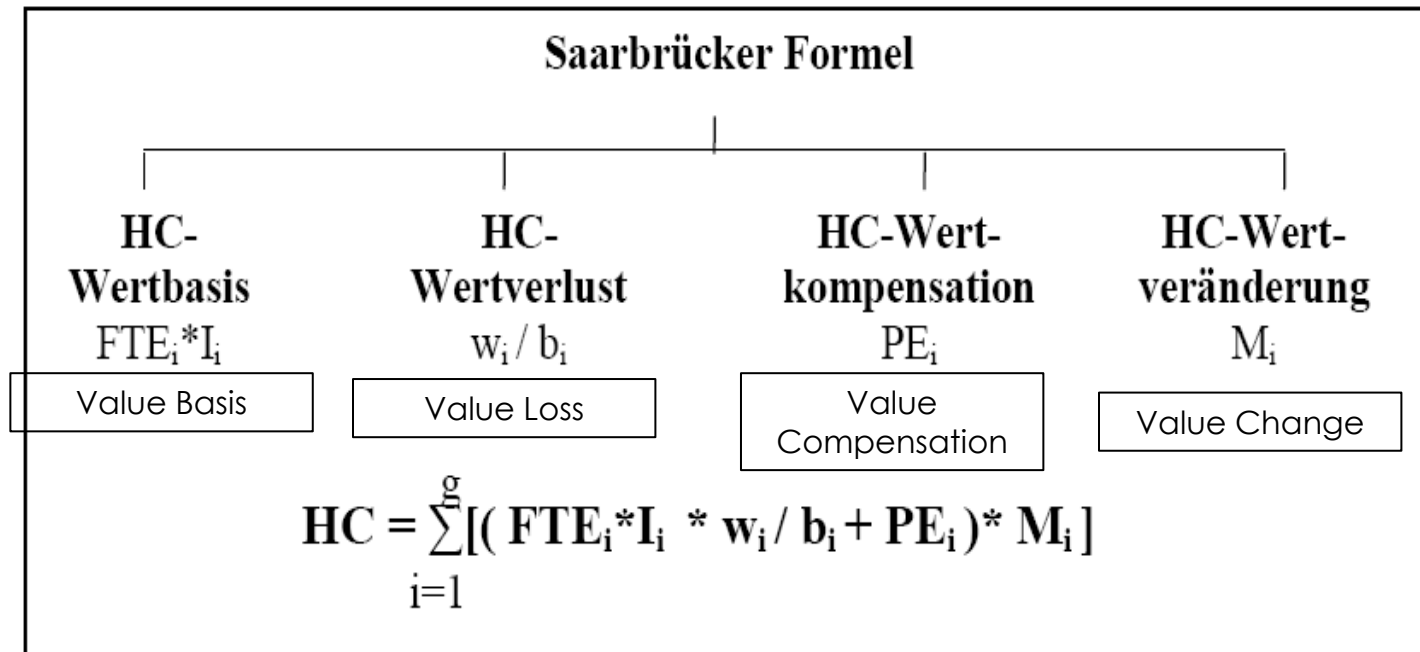 Saarbrücker Formel
HC-
Wertbasis
FTEᵢ*Iᵢ
Value Basis
HC-
Wertverlust
wᵢ / bᵢ
Value Loss
HC-Wert-
kompensation
PEᵢ
Value
Compensation
HC-Wert-
veränderung
Mᵢ
Value Change
g
HC = ∑[( FTEᵢ*Iᵢ * wᵢ / bᵢ + PEᵢ )* Mᵢ ]
i=1